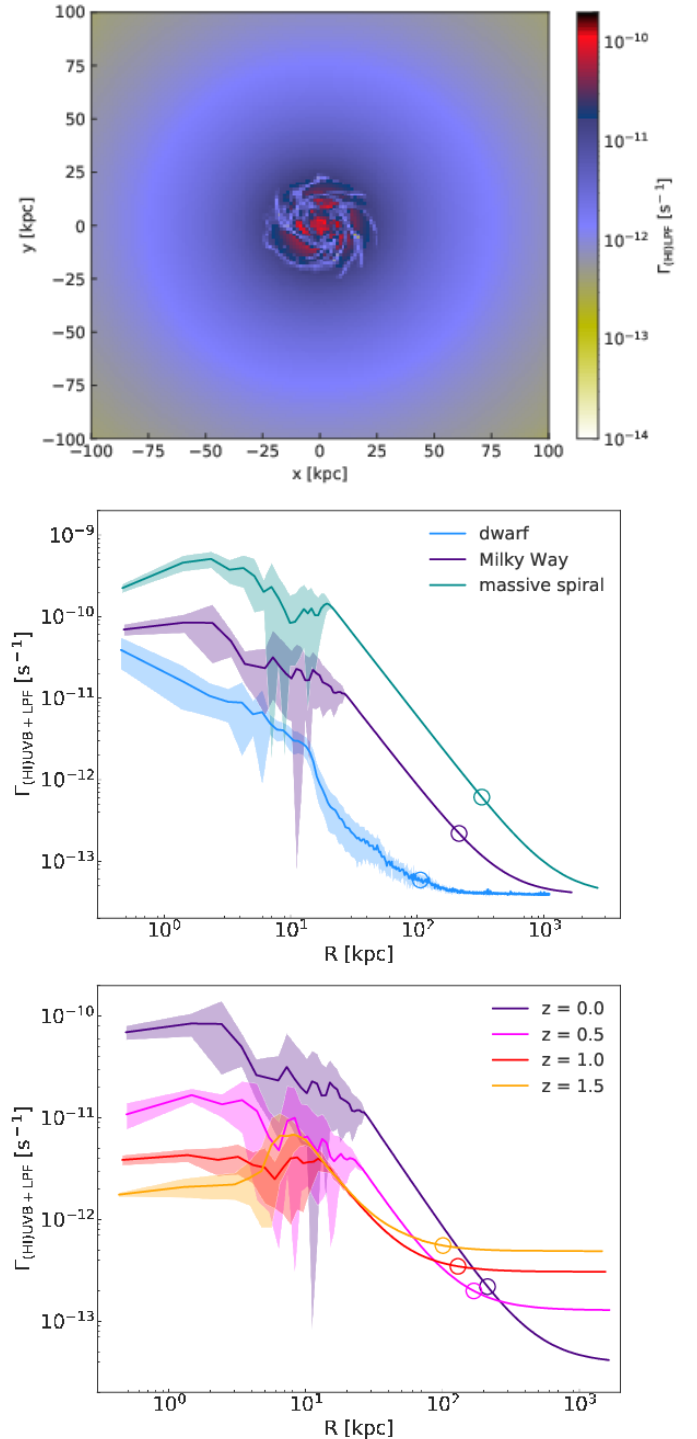 100
75
50
25
0
−25
−50
−75
−100
y [kpc]
−100 −75 −50 −25 0 25 50 75 100
x [kpc]
10⁻¹⁰
10⁻¹¹
10⁻¹²
10⁻¹³
10⁻¹⁴
Γ(HI)LPF [s⁻¹]
10⁻⁹
10⁻¹⁰
10⁻¹¹
10⁻¹²
10⁻¹³
Γ(HI)UVB + LPF [s⁻¹]
dwarf
Milky Way
massive spiral
10⁰ 10¹ 10² 10³
R [kpc]
10⁻¹⁰
10⁻¹¹
10⁻¹²
10⁻¹³
Γ(HI)UVB + LPF [s⁻¹]
z = 0.0
z = 0.5
z = 1.0
z = 1.5
10⁰ 10¹ 10² 10³
R [kpc]